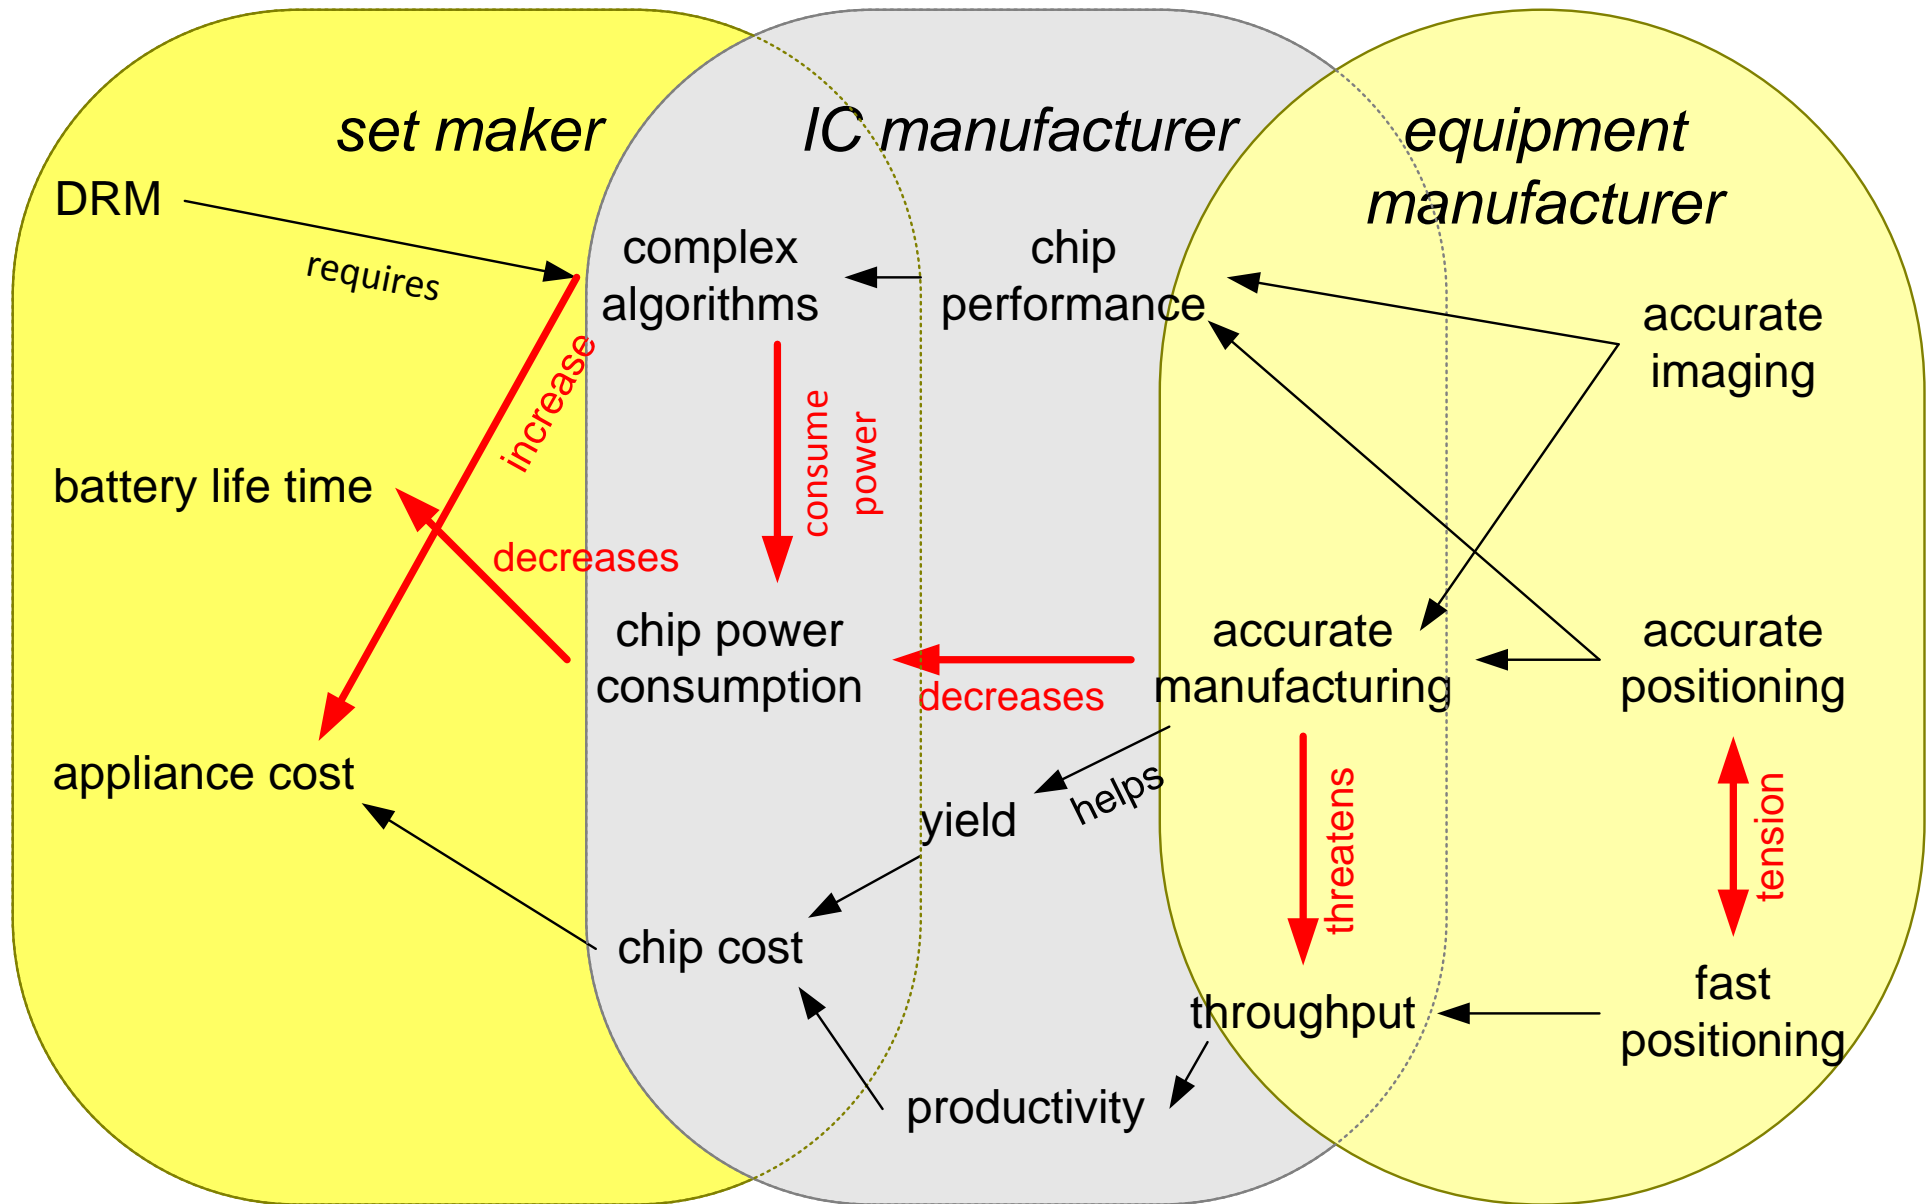 set maker
IC manufacturer
equipment
manufacturer
DRM
requires
complex
algorithms
chip
performance
accurate
imaging
increase
consume
power
battery life time
decreases
chip power
consumption
decreases
accurate
manufacturing
accurate
positioning
appliance cost
yield
helps
threatens
tension
chip cost
throughput
fast
positioning
productivity